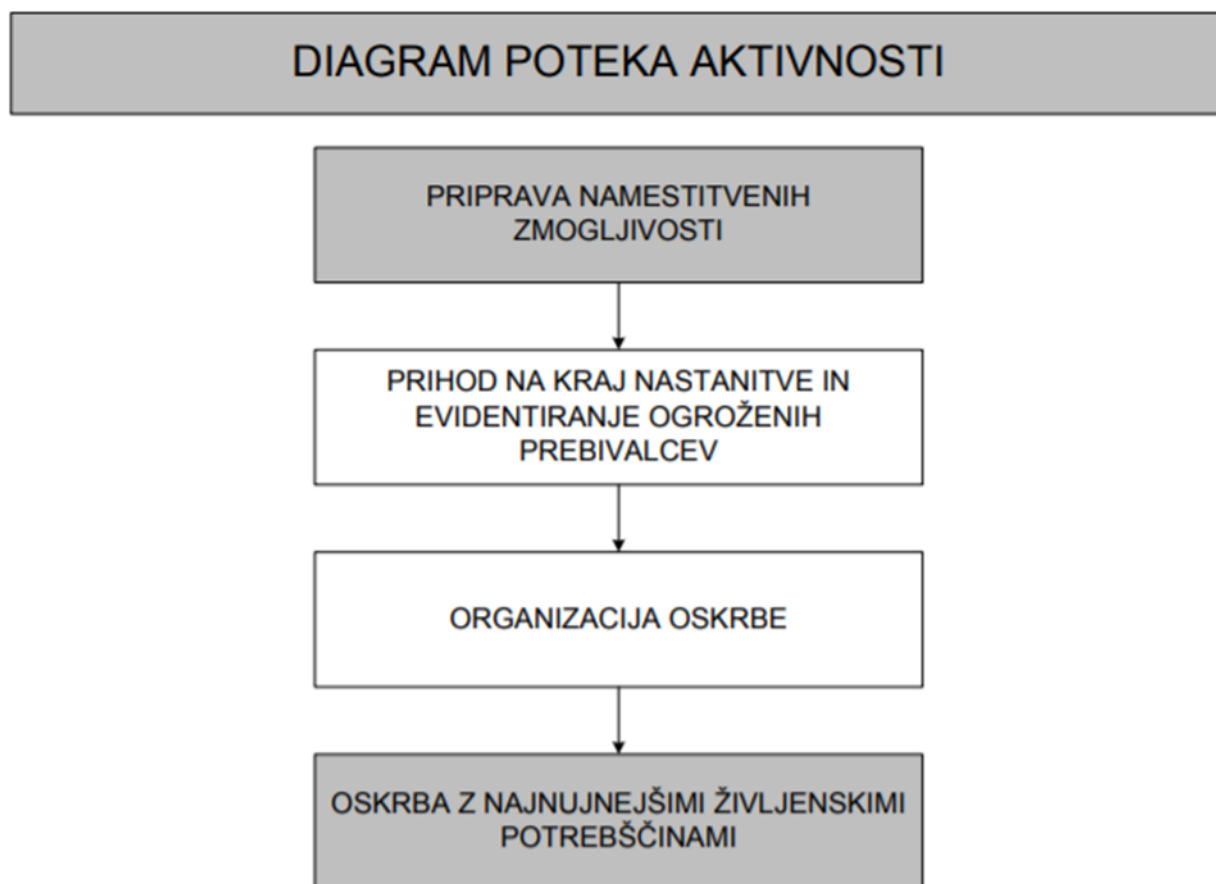 DIAGRAM POTEKA AKTIVNOSTI
PRIPRAVA NAMESTITVENIH
ZMOGLJIVOSTI
PRIHOD NA KRAJ NASTANITVE IN
EVIDENTIRANJE OGROŽENIH
PREBIVALCEV
ORGANIZACIJA OSKRBE
OSKRBA Z NAJNUJNEJŠIMI ŽIVLJENSKIMI
POTREBŠČINAMI